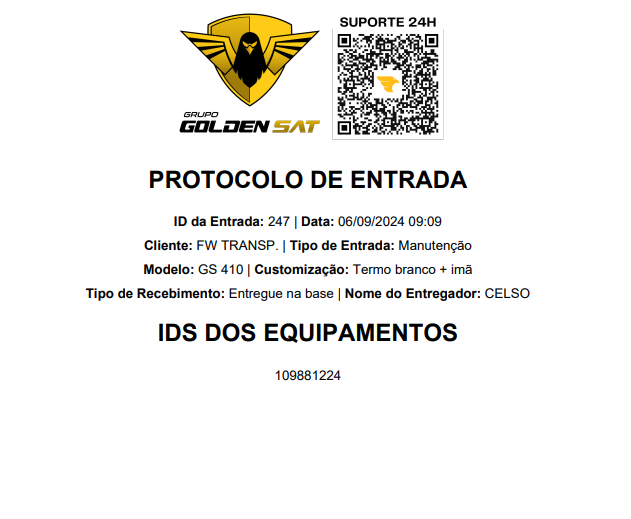 SUPORTE 24H
GRUPO
GOLDEN SAT
PROTOCOLO DE ENTRADA
ID da Entrada: 247 | Data: 06/09/2024 09:09
Cliente: FW TRANSP. | Tipo de Entrada: Manutenção
Modelo: GS 410 | Customização: Termo branco + imã
Tipo de Recebimento: Entregue na base | Nome do Entregador: CELSO
IDS DOS EQUIPAMENTOS
109881224